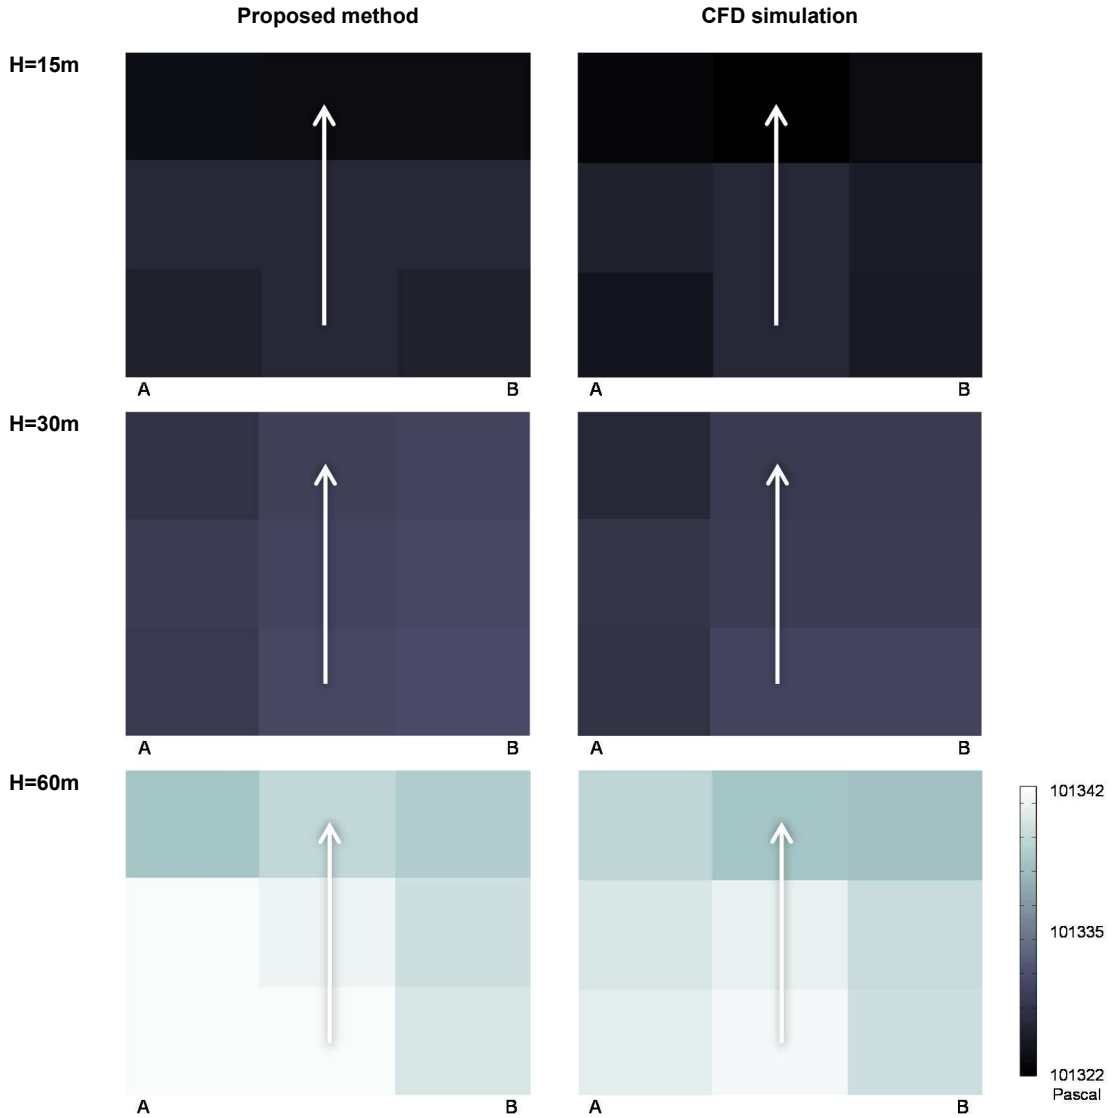 Proposed method CFD simulation
H=15m
A B A B
H=30m
A B A B
H=60m
101342
101335
101322
Pascal
A B A B